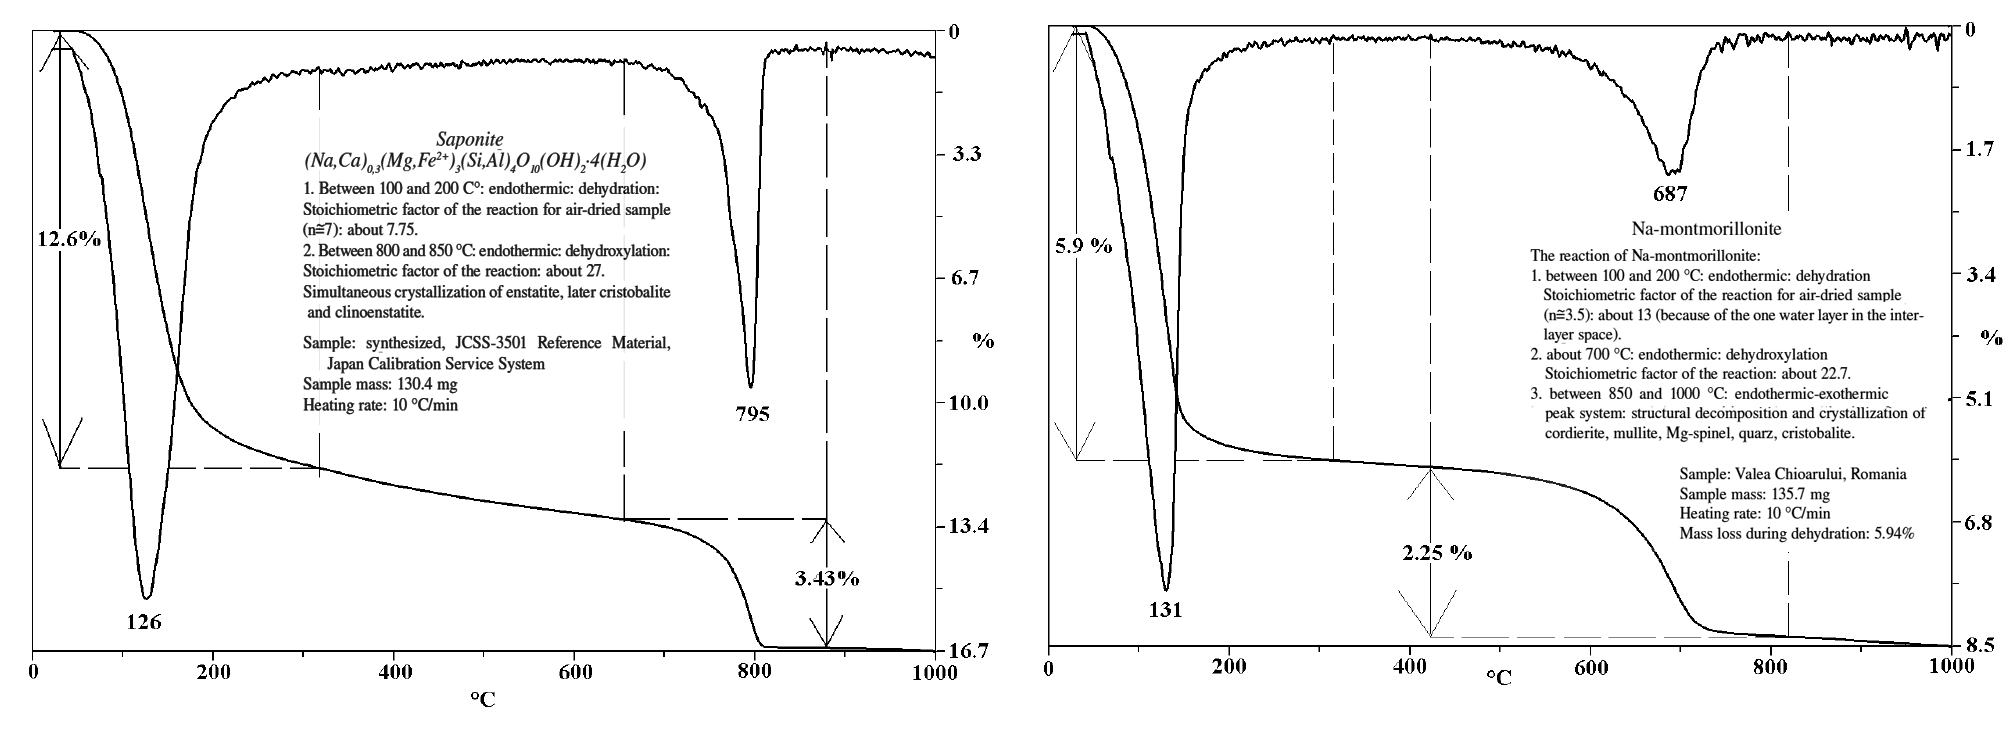 0
3.3
6.7
%
10.0
13.4
16.7
12.6%
3.43%
126
795
Saponite
(Na,Ca)0,3(Mg,Fe2+)3(Si,Al)4O10(OH)2·4(H2O)
1. Between 100 and 200 C°: endothermic: dehydration:
Stoichiometric factor of the reaction for air-dried sample
(n≅7): about 7.75.
2. Between 800 and 850 °C: endothermic: dehydroxylation:
Stoichiometric factor of the reaction: about 27.
Simultaneous crystallization of enstatite, later cristobalite
and clinoenstatite.
Sample: synthesized, JCSS-3501 Reference Material,
Japan Calibration Service System
Sample mass: 130.4 mg
Heating rate: 10 °C/min
0 200 400 600 800 1000
°C
0
1.7
3.4
%
5.1
6.8
8.5
5.9 %
2.25 %
131
687
Na-montmorillonite
The reaction of Na-montmorillonite:
1. between 100 and 200 °C: endothermic: dehydration
Stoichiometric factor of the reaction for air-dried sample
(n≅3.5): about 13 (because of the one water layer in the inter-
layer space).
2. about 700 °C: endothermic: dehydroxylation
Stoichiometric factor of the reaction: about 22.7.
3. between 850 and 1000 °C: endothermic-exothermic
peak system: structural decomposition and crystallization of
cordierite, mullite, Mg-spinel, quarz, cristobalite.
Sample: Valea Chioarului, Romania
Sample mass: 135.7 mg
Heating rate: 10 °C/min
Mass loss during dehydration: 5.94%
0 200 400 600 800 1000
°C